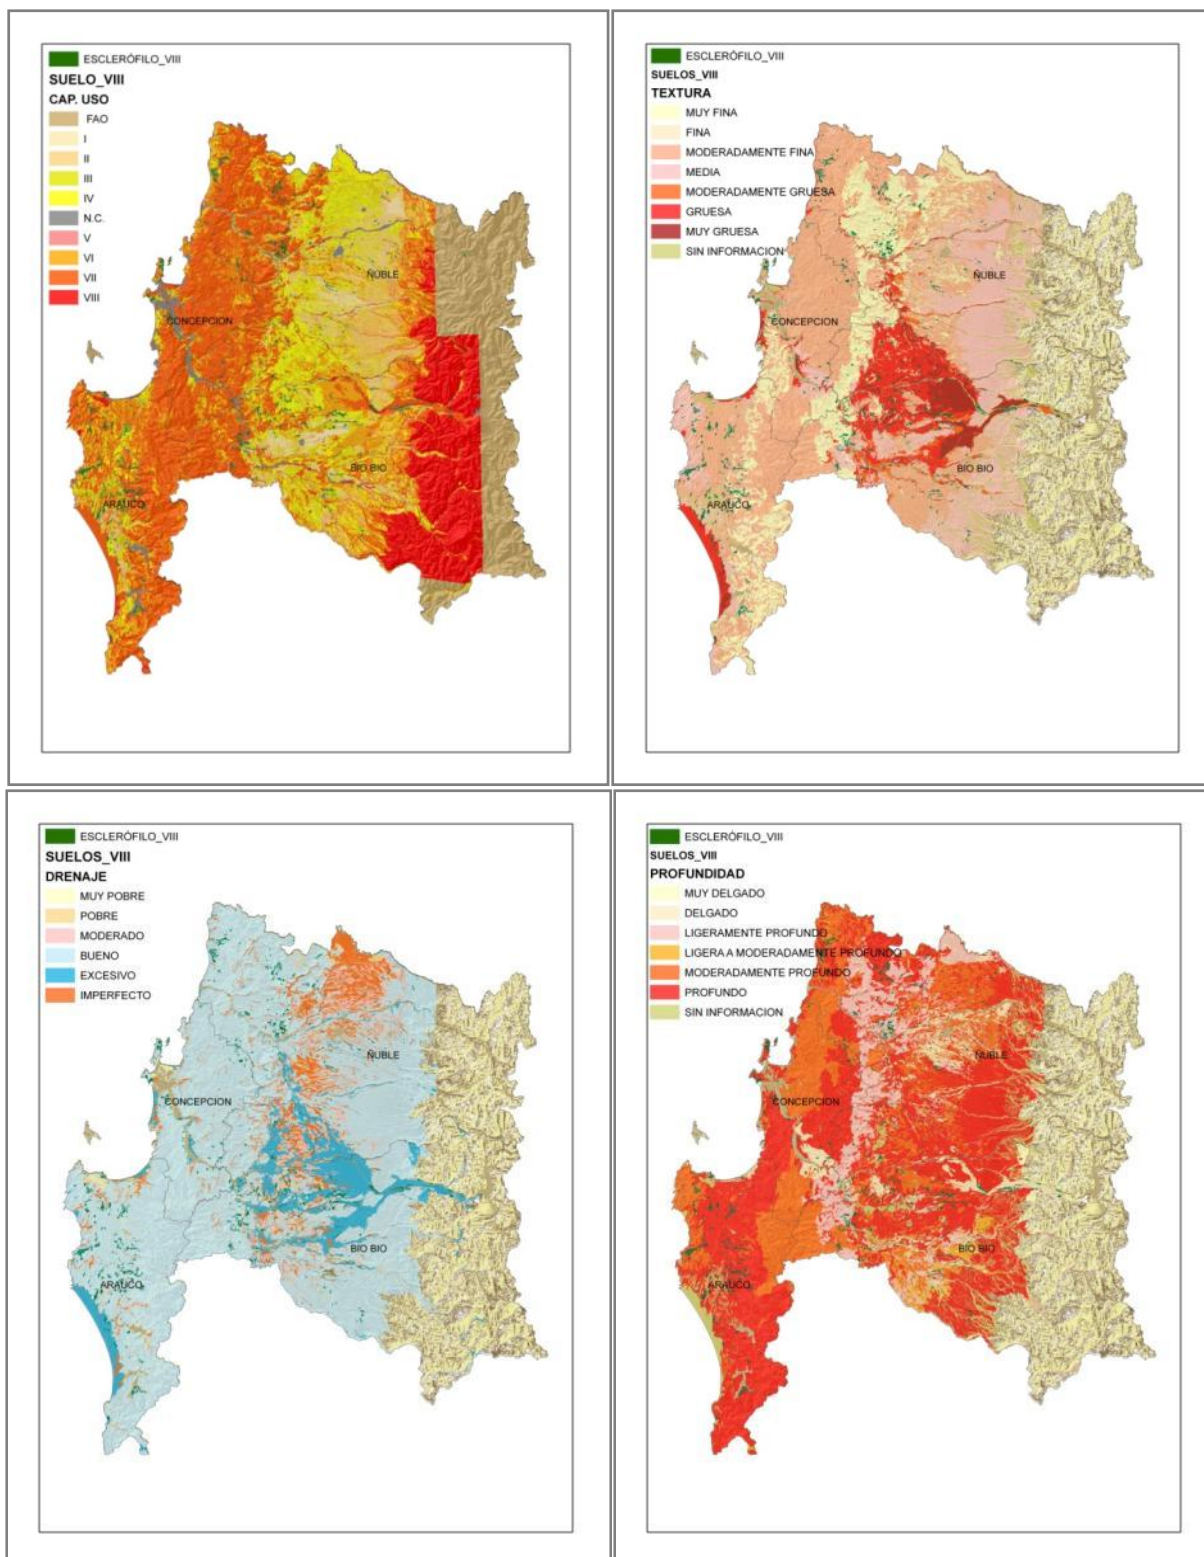 ESCLERÓFILO_VIII
SUELO_VIII
CAP. USO
FAO
I
II
III
IV
N.C.
V
VI
VII
VIII
ÑUBLE
CONCEPCION
BIO BIO
ARAUCO
ESCLERÓFILO_VIII
SUELOS_VIII
TEXTURA
MUY FINA
FINA
MODERADAMENTE FINA
MEDIA
MODERADAMENTE GRUESA
GRUESA
MUY GRUESA
SIN INFORMACION
ÑUBLE
CONCEPCION
BIO BIO
ARAUCO
ESCLERÓFILO_VIII
SUELOS_VIII
DRENAJE
MUY POBRE
POBRE
MODERADO
BUENO
EXCESIVO
IMPERFECTO
ÑUBLE
CONCEPCION
BIO BIO
ARAUCO
ESCLERÓFILO_VIII
SUELOS_VIII
PROFUNDIDAD
MUY DELGADO
DELGADO
LIGERAMENTE PROFUNDO
LIGERA A MODERADAMENTE PROFUNDO
MODERADAMENTE PROFUNDO
PROFUNDO
SIN INFORMACION
ÑUBLE
CONCEPCION
BIO BIO
ARAUCO